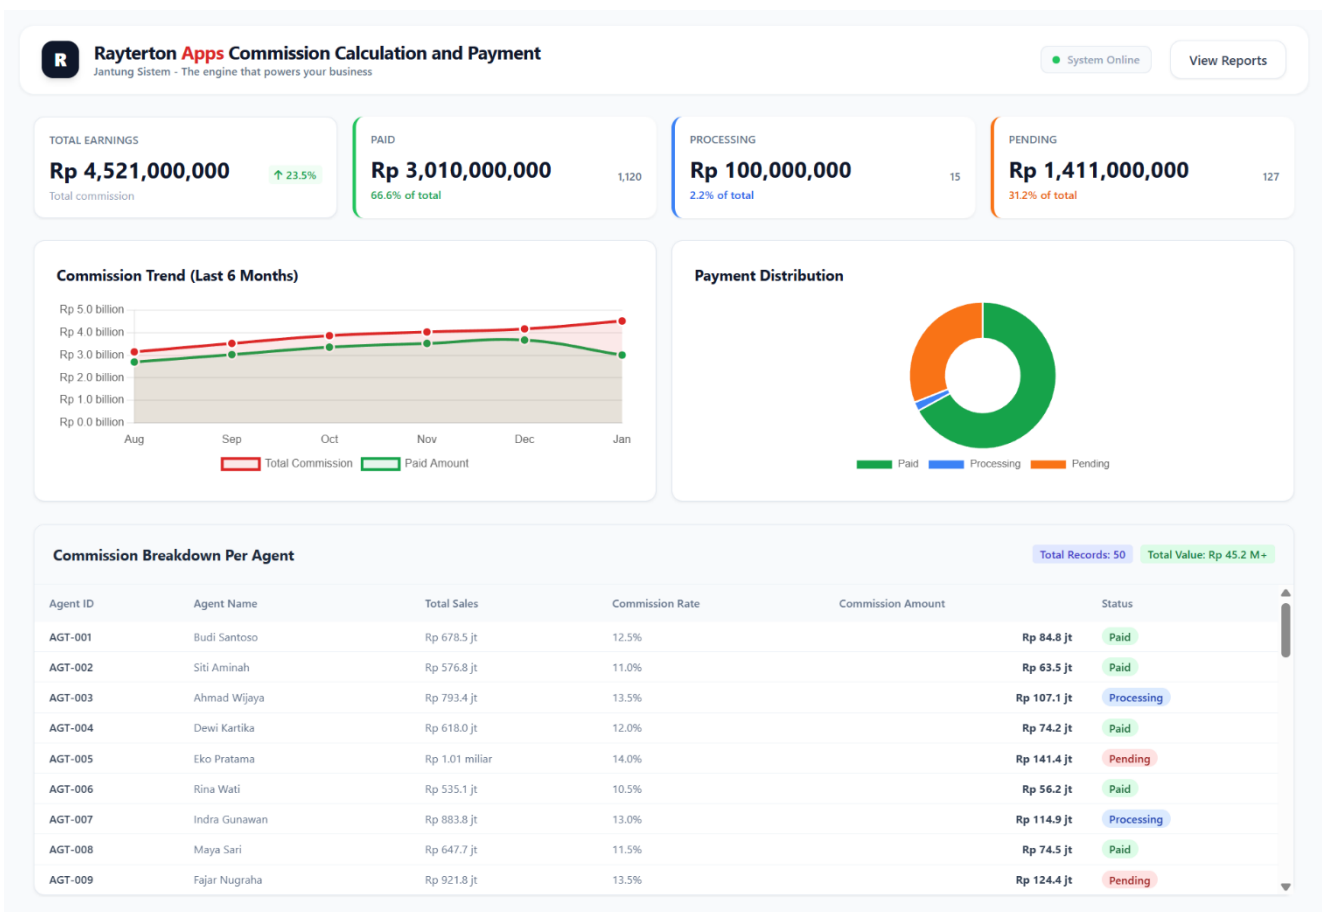 R
Rayterton Apps Commission Calculation and Payment
Jantung Sistem - The engine that powers your business
System Online
View Reports
TOTAL EARNINGS
Rp 4,521,000,000
↑ 23.5%
Total commission
PAID
Rp 3,010,000,000
1,120
66.6% of total
PROCESSING
Rp 100,000,000
15
2.2% of total
PENDING
Rp 1,411,000,000
127
31.2% of total
Commission Trend (Last 6 Months)
Rp 5.0 billion
Rp 4.0 billion
Rp 3.0 billion
Rp 2.0 billion
Rp 1.0 billion
Rp 0.0 billion
Aug Sep Oct Nov Dec Jan
Total Commission Paid Amount
Payment Distribution
Paid Processing Pending
Commission Breakdown Per Agent
Total Records: 50
Total Value: Rp 45.2 M+
Agent ID Agent Name Total Sales Commission Rate Commission Amount Status
AGT-001 Budi Santoso Rp 678.5 jt 12.5% Rp 84.8 jt Paid
AGT-002 Siti Aminah Rp 576.8 jt 11.0% Rp 63.5 jt Paid
AGT-003 Ahmad Wijaya Rp 793.4 jt 13.5% Rp 107.1 jt Processing
AGT-004 Dewi Kartika Rp 618.0 jt 12.0% Rp 74.2 jt Paid
AGT-005 Eko Pratama Rp 1.01 miliar 14.0% Rp 141.4 jt Pending
AGT-006 Rina Wati Rp 535.1 jt 10.5% Rp 56.2 jt Paid
AGT-007 Indra Gunawan Rp 883.8 jt 13.0% Rp 114.9 jt Processing
AGT-008 Maya Sari Rp 647.7 jt 11.5% Rp 74.5 jt Paid
AGT-009 Fajar Nugraha Rp 921.8 jt 13.5% Rp 124.4 jt Pending